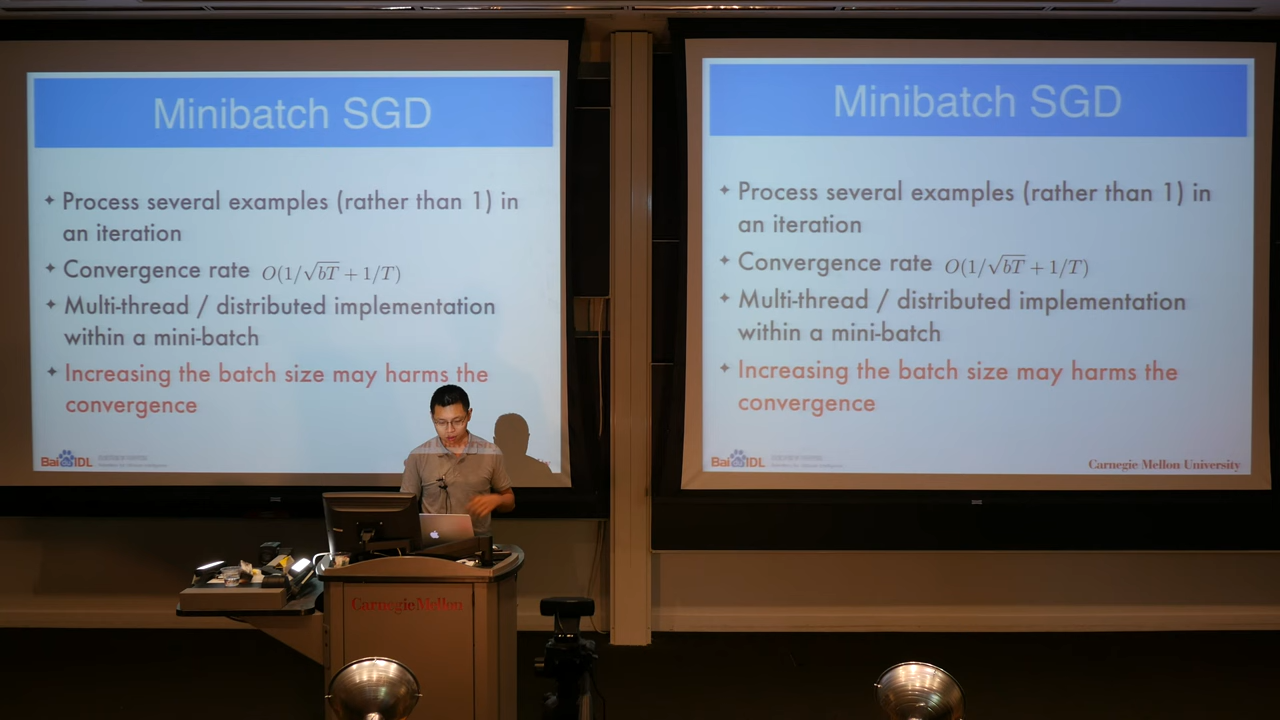 Minibatch SGD
Process several examples (rather than 1) in
an iteration
Convergence rate O(1/√bT + 1/T)
Multi-thread / distributed implementation
within a mini-batch
Increasing the batch size may harms the
convergence
Bai IDL
Minibatch SGD
Process several examples (rather than 1) in
an iteration
Convergence rate O(1/√bT + 1/T)
Multi-thread / distributed implementation
within a mini-batch
Increasing the batch size may harms the
convergence
Bai IDL
Carnegie Mellon University
Carnegie Mellon